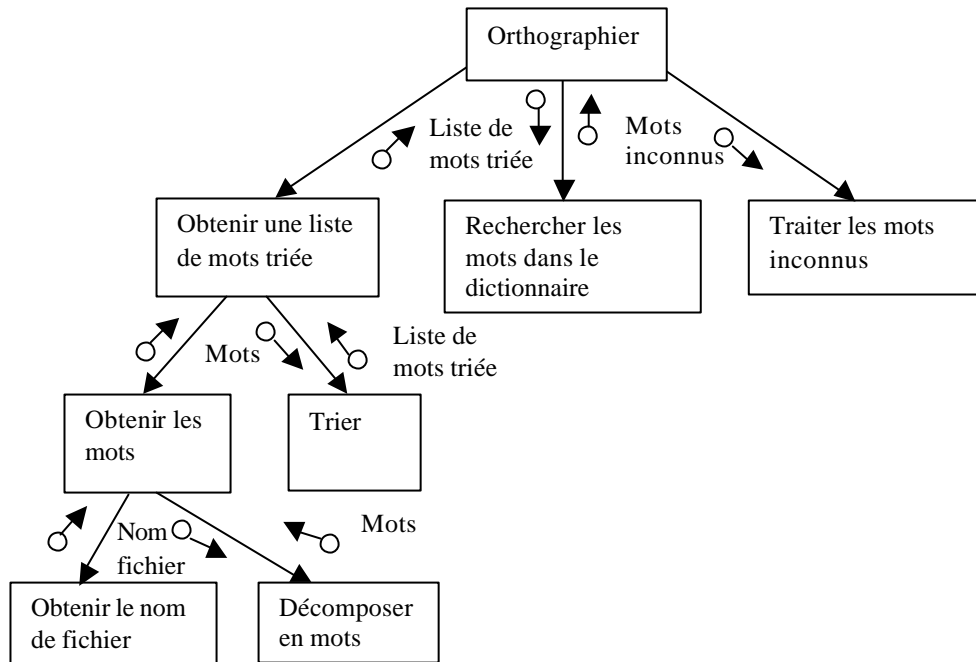 Orthographier
Liste de
mots triée
Mots
inconnus
Obtenir une liste
de mots triée
Rechercher les
mots dans le
dictionnaire
Traiter les mots
inconnus
Mots
Liste de
mots triée
Obtenir les
mots
Trier
Nom
fichier
Mots
Obtenir le nom
de fichier
Décomposer
en mots